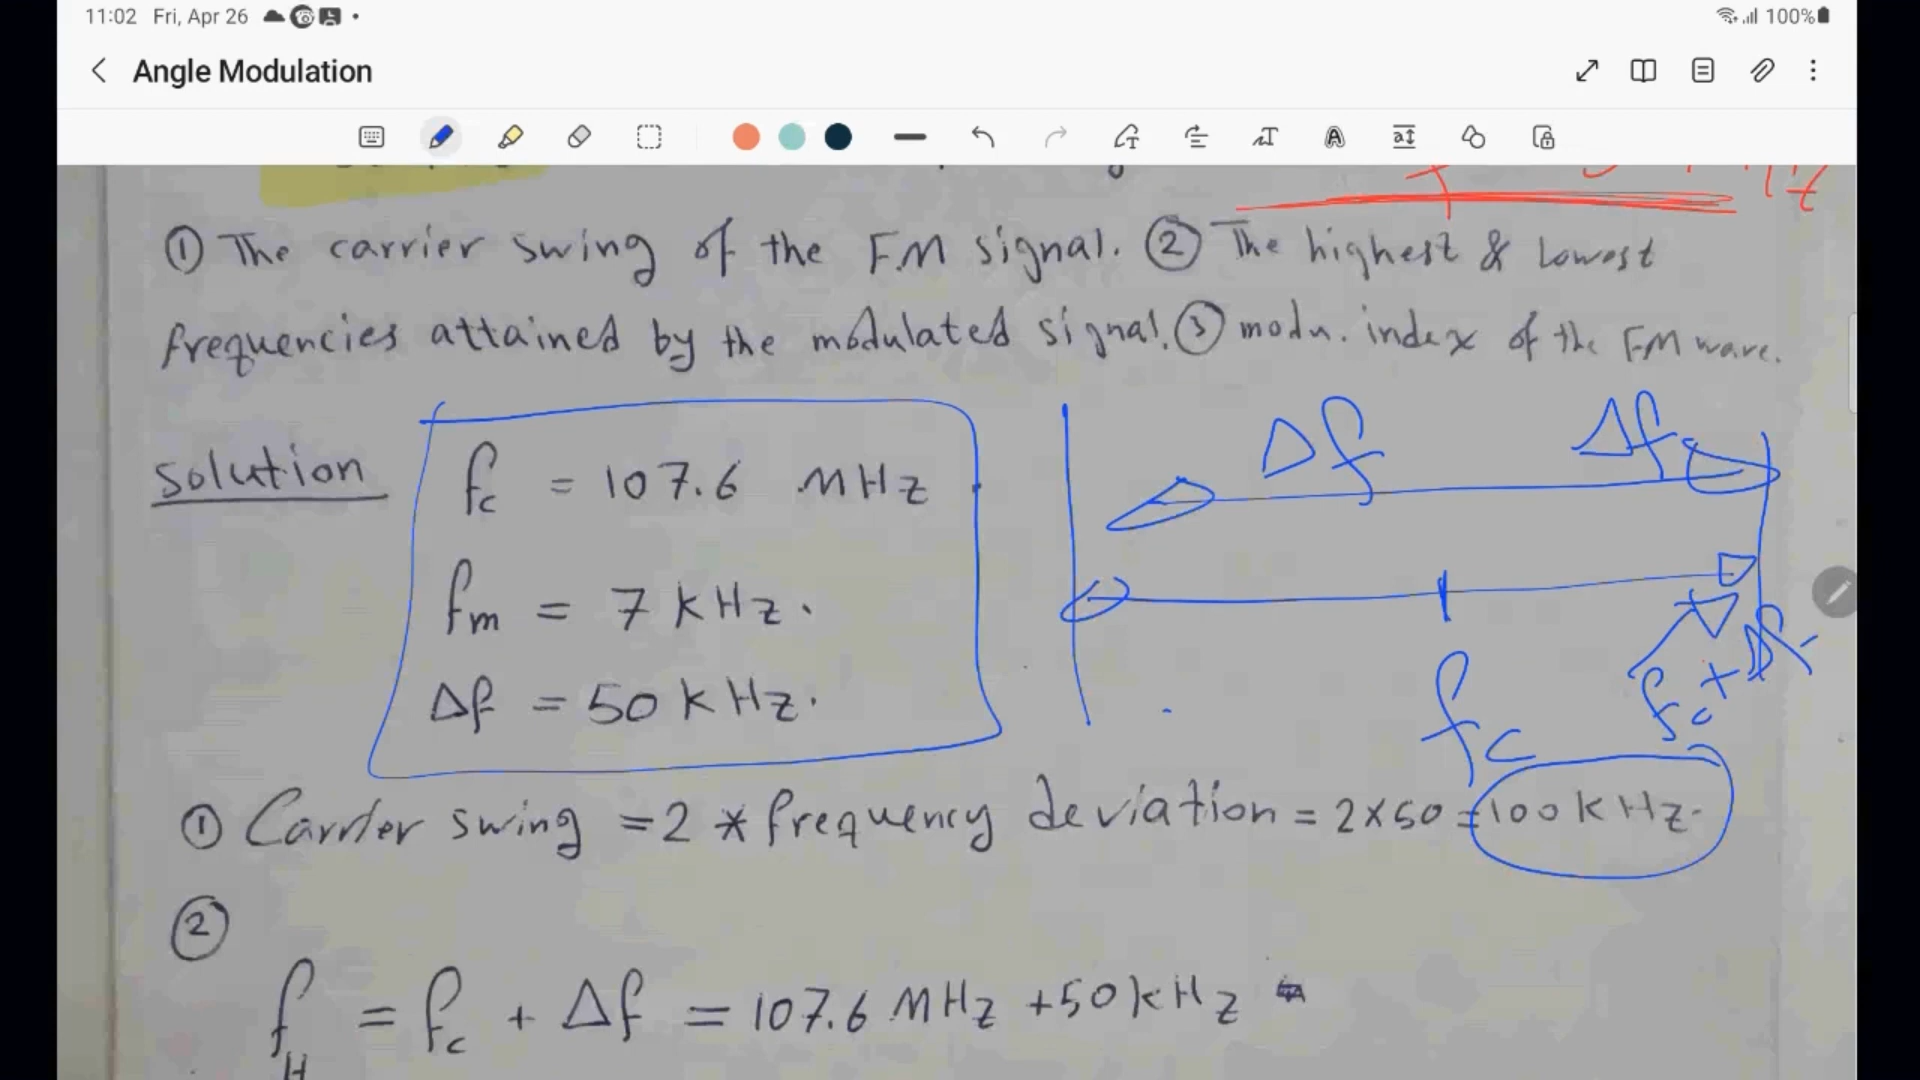 11:02 Fri, Apr 26
100%
Angle Modulation
① The carrier swing of the FM signal. ② The highest & lowest
frequencies attained by the modulated signal. ③ modu. index of the FM wave.
Solution
fc = 107.6 MHz
fm = 7 kHz.
Δf = 50 kHz.
Δf Δf
fc
fc + Δf
① Carrier swing = 2 * frequency deviation = 2x50 = 100 kHz.
②
fH = fc + Δf = 107.6 MHz + 50 kHz